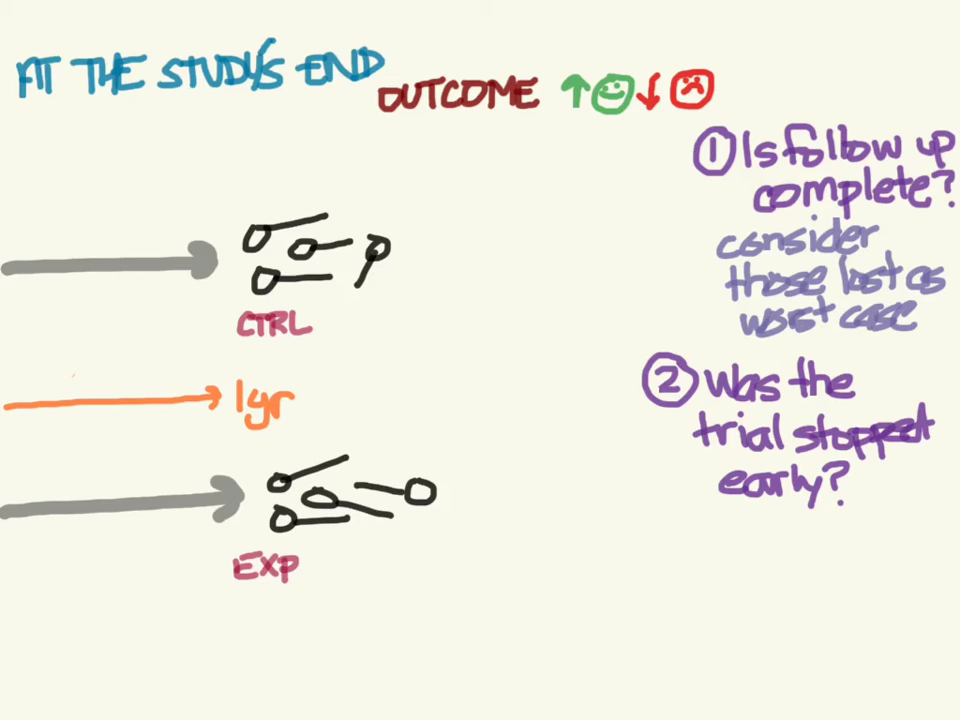 AT THE STUDY'S END
OUTCOME
① Is follow up
complete?
consider
those lost as
worst case
CTRL
1yr
② Was the
trial stopped
early?
EXP